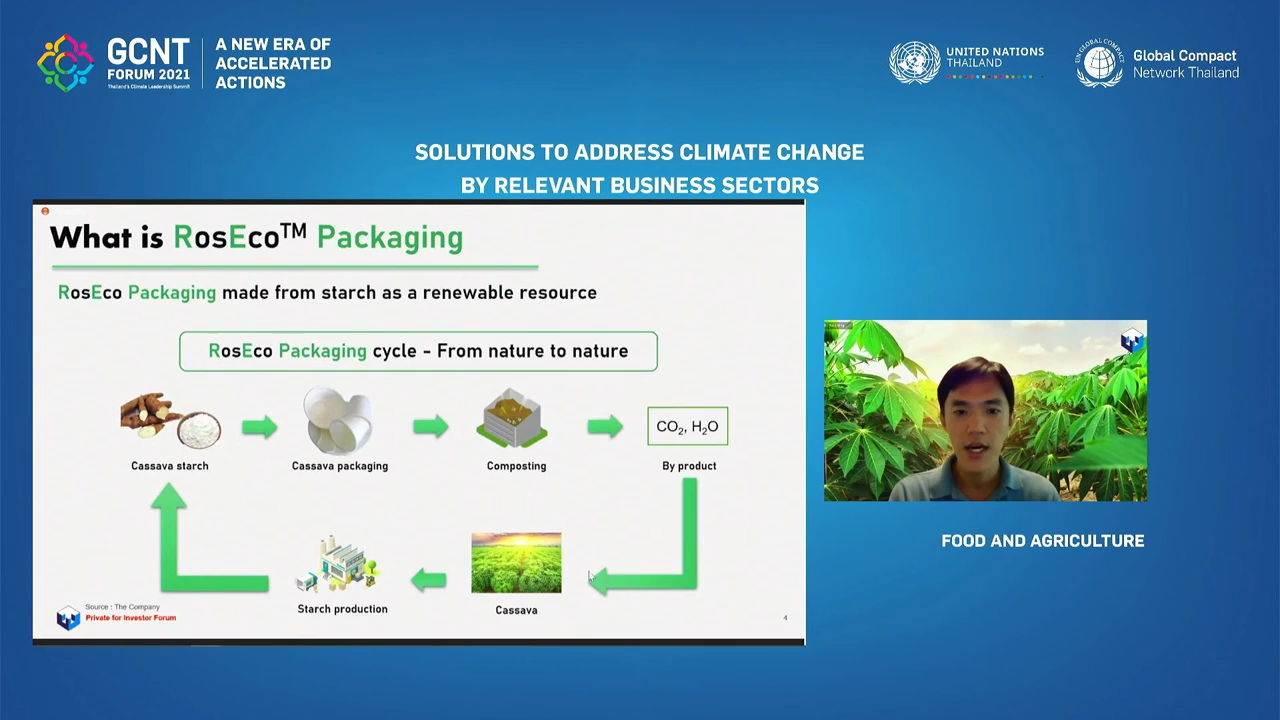 GCNT
FORUM 2021
Thailand's Climate Leadership Summit
A NEW ERA OF
ACCELERATED
ACTIONS
UNITED NATIONS
THAILAND
UN GLOBAL COMPACT
Global Compact
Network Thailand
SOLUTIONS TO ADDRESS CLIMATE CHANGE
BY RELEVANT BUSINESS SECTORS
What is RosEco™ Packaging
RosEco Packaging made from starch as a renewable resource
RosEco Packaging cycle - From nature to nature
CO₂, H₂O
Cassava starch
Cassava packaging
Composting
By product
Starch production
Cassava
Source : The Company
Private for Investor Forum
4
FOOD AND AGRICULTURE